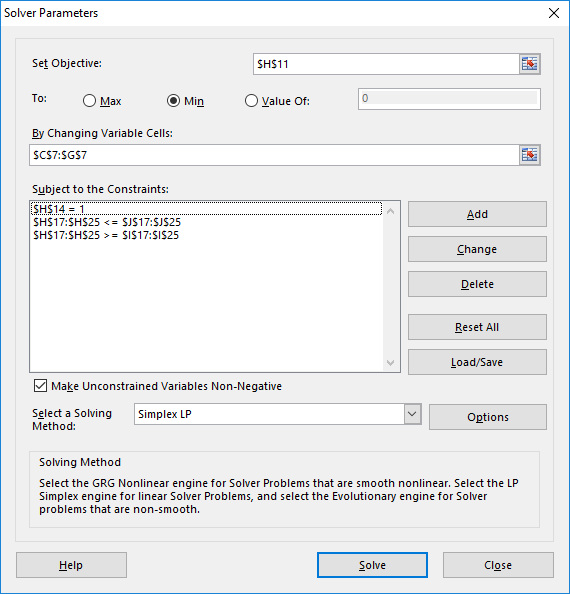 Solver Parameters
Set Objective:
$H$11
To:
Max
Min
Value Of:
0
By Changing Variable Cells:
$C$7:$G$7
Subject to the Constraints:
$H$14 = 1
$H$17:$H$25 <= $J$17:$J$25
$H$17:$H$25 >= $I$17:$I$25
Add
Change
Delete
Reset All
Load/Save
Make Unconstrained Variables Non-Negative
Select a Solving
Method:
Simplex LP
Options
Solving Method
Select the GRG Nonlinear engine for Solver Problems that are smooth nonlinear. Select the LP
Simplex engine for linear Solver Problems, and select the Evolutionary engine for Solver
problems that are non-smooth.
Help
Solve
Close